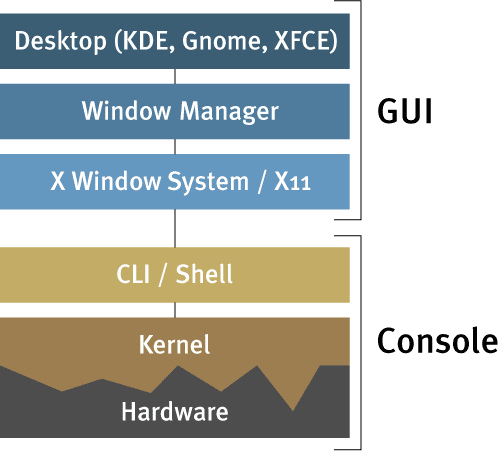 Desktop (KDE, Gnome, XFCE)
Window Manager
X Window System / X11
GUI
CLI / Shell
Kernel
Hardware
Console